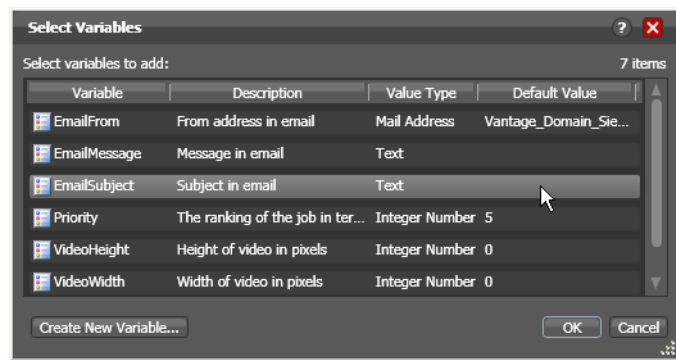 Select Variables ?
Select variables to add: 7 items
Variable Description Value Type Default Value
EmailFrom From address in email Mail Address Vantage_Domain_Sie...
EmailMessage Message in email Text
EmailSubject Subject in email Text
Priority The ranking of the job in ter... Integer Number 5
VideoHeight Height of video in pixels Integer Number 0
VideoWidth Width of video in pixels Integer Number 0
Create New Variable... OK Cancel